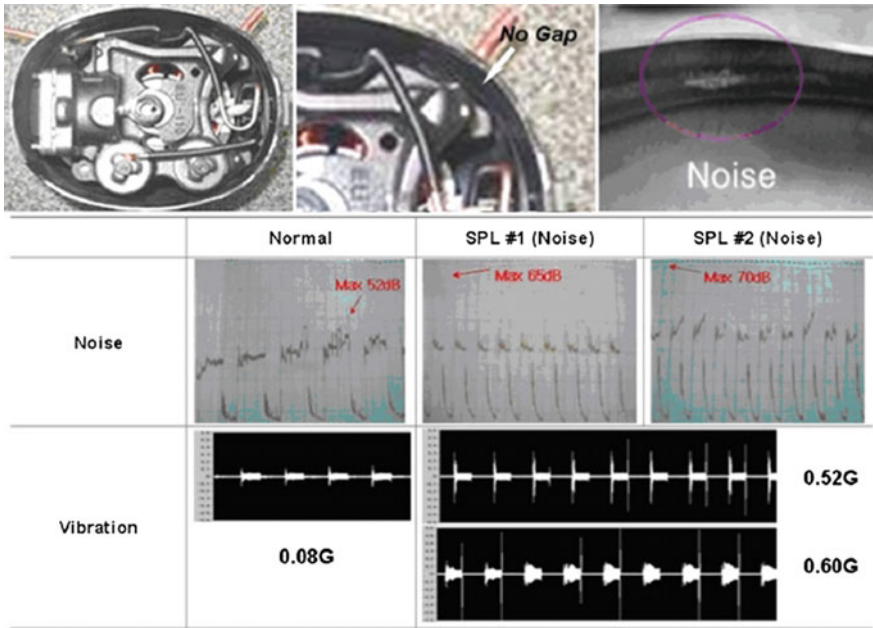 No Gap
Noise
Normal
SPL #1 (Noise)
SPL #2 (Noise)
Noise
Max 52dB
Max 65dB
Max 70dB
Vibration
0.08G
0.52G
0.60G